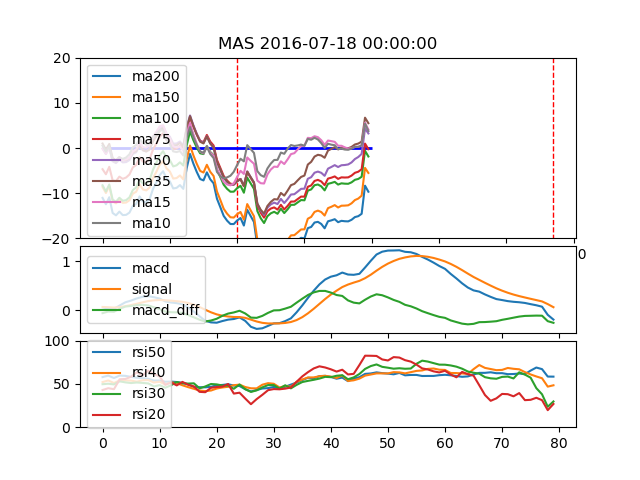 MAS 2016-07-18 00:00:00
20
10
0
−10
−20
ma200
ma150
ma100
ma75
ma50
ma35
ma15
ma10
0
1
0
macd
signal
macd_diff
100
50
0
rsi50
rsi40
rsi30
rsi20
0 10 20 30 40 50 60 70 80